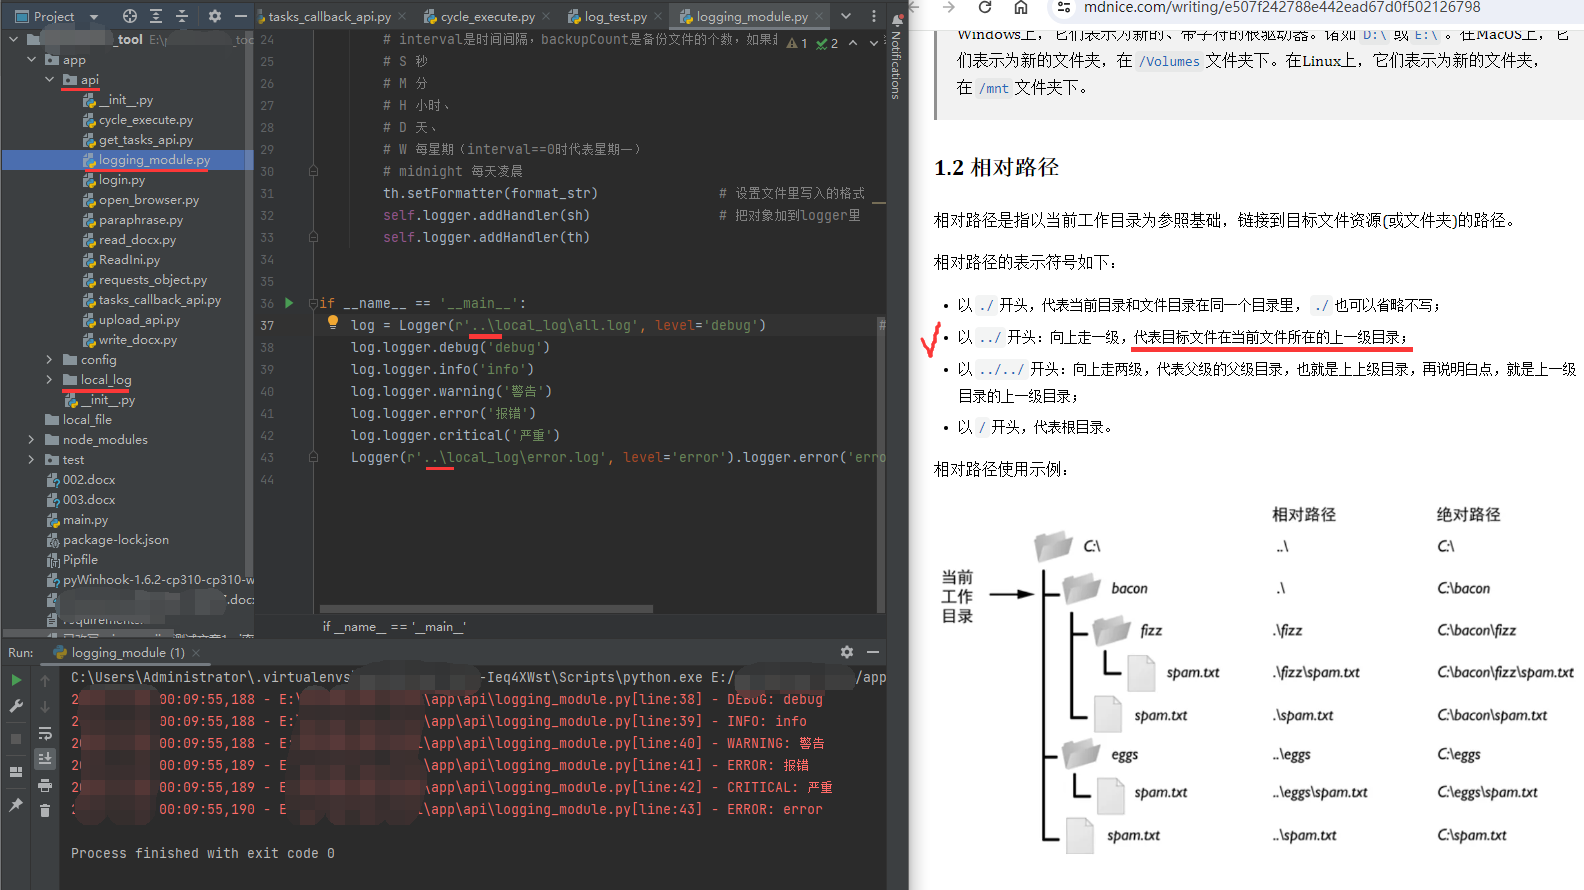 Project
_tool E:\
app
api
__init__.py
cycle_execute.py
get_tasks_api.py
logging_module.py
login.py
open_browser.py
paraphrase.py
read_docx.py
ReadIni.py
requests_object.py
tasks_callback_api.py
upload_api.py
write_docx.py
config
local_log
__init__.py
local_file
node_modules
test
002.docx
003.docx
main.py
package-lock.json
Pipfile
pyWinhook-1.6.2-cp310-cp310-w
.docx
tasks_callback_api.py
cycle_execute.py
log_test.py
logging_module.py
1
2
Notifications
24 # interval是时间间隔，backupCount是备份文件的个数，如果
25 # S 秒
26 # M 分
27 # H 小时、
28 # D 天、
29 # W 每星期（interval==0时代表星期一）
30 # midnight 每天凌晨
31 th.setFormatter(format_str) # 设置文件里写入的格式
32 self.logger.addHandler(sh) # 把对象加到logger里
33 self.logger.addHandler(th)
34
35
36 if __name__ == '__main__':
37 log = Logger(r'..\local_log\all.log', level='debug') #
38 log.logger.debug('debug')
39 log.logger.info('info')
40 log.logger.warning('警告')
41 log.logger.error('报错')
42 log.logger.critical('严重')
43 Logger(r'..\local_log\error.log', level='error').logger.error('erro
44
if __name__ == '__main__'
Run:
logging_module (1)
C:\Users\Administrator\.virtualenvs -Ieq4XWst\Scripts\python.exe E:/ /app
2 00:09:55,188 - E:\ \app\api\logging_module.py[line:38] - DEBUG: debug
2 00:09:55,188 - E: \app\api\logging_module.py[line:39] - INFO: info
20 00:09:55,188 - E \app\api\logging_module.py[line:40] - WARNING: 警告
20 00:09:55,189 - E: \app\api\logging_module.py[line:41] - ERROR: 报错
20 00:09:55,189 - E: \app\api\logging_module.py[line:42] - CRITICAL: 严重
00:09:55,190 - E \app\api\logging_module.py[line:43] - ERROR: error
Process finished with exit code 0
mdnice.com/writing/e507f242788e442ead67d0f502126798
Windows上，它们表示为新的、带字符的根驱动器。诸如 D:\ 或 E:\ 。在MacOS上，它
们表示为新的文件夹，在 /Volumes 文件夹下。在Linux上，它们表示为新的文件夹，
在 /mnt 文件夹下。
1.2 相对路径
相对路径是指以当前工作目录为参照基础，链接到目标文件资源(或文件夹)的路径。
相对路径的表示符号如下：
• 以 ./ 开头，代表当前目录和文件目录在同一个目录里， ./ 也可以省略不写；
• 以 ../ 开头：向上走一级，代表目标文件在当前文件所在的上一级目录；
• 以 ../../ 开头：向上走两级，代表父级的父级目录，也就是上上级目录，再说明白点，就是上一级
目录的上一级目录；
• 以 / 开头，代表根目录。
相对路径使用示例：
相对路径 绝对路径
C:\ ..\ C:\
当前
工作
目录
bacon .\ C:\bacon
fizz .\fizz C:\bacon\fizz
spam.txt .\fizz\spam.txt C:\bacon\fizz\spam.txt
spam.txt .\spam.txt C:\bacon\spam.txt
eggs ..\eggs C:\eggs
spam.txt ..\eggs\spam.txt C:\eggs\spam.txt
spam.txt ..\spam.txt C:\spam.txt